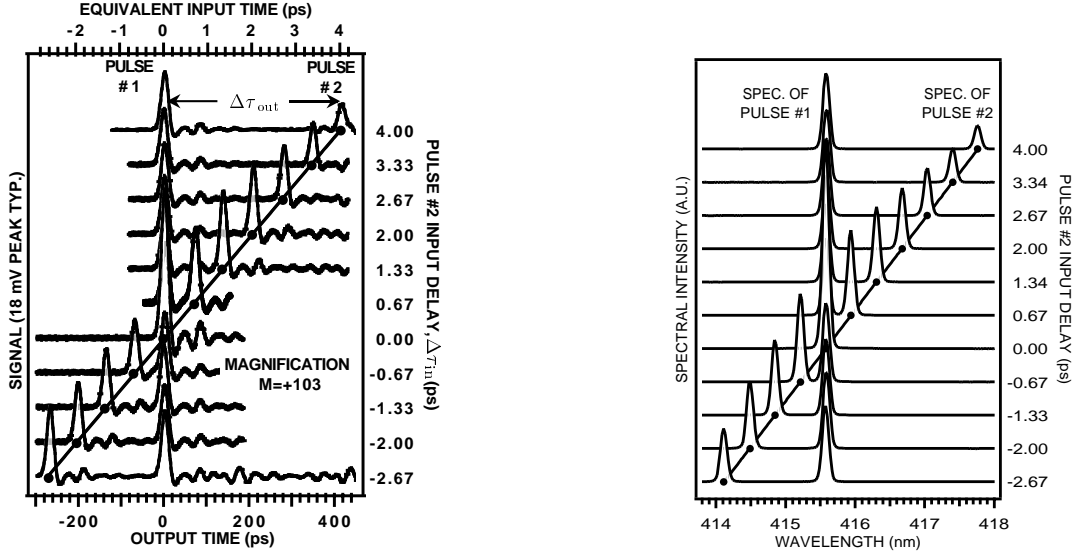 EQUIVALENT INPUT TIME (ps)
-2 -1 0 1 2 3 4
PULSE
#1
PULSE
#2
Δτout
4.00
3.33
2.67
2.00
1.33
0.67
0.00
-0.67
-1.33
-2.00
-2.67
SIGNAL (18 mV PEAK TYP.)
PULSE #2 INPUT DELAY, Δτin(ps)
MAGNIFICATION
M=+103
-200 0 200 400
OUTPUT TIME (ps)
SPEC. OF
PULSE #1
SPEC. OF
PULSE #2
4.00
3.34
2.67
2.00
1.34
0.67
0.00
-0.67
-1.33
-2.00
-2.67
SPECTRAL INTENSITY (A.U.)
PULSE #2 INPUT DELAY
(ps)
414 415 416 417 418
WAVELENGTH (nm)